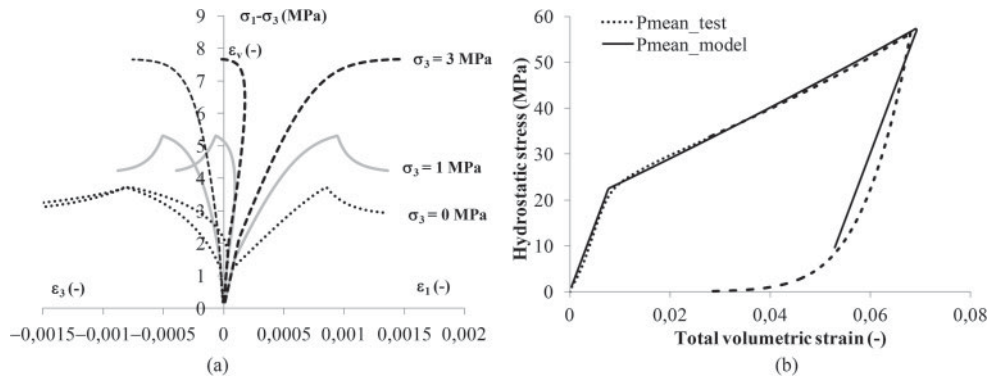 σ₁-σ₃ (MPa)
9
8
7
6
5
4
3
2
1
0
εᵥ (-)
σ₃ = 3 MPa
σ₃ = 1 MPa
σ₃ = 0 MPa
ε₃ (-)
ε₁ (-)
−0,0015 −0,001 −0,0005 0 0,0005 0,001 0,0015 0,002
(a)
Hydrostatic stress (MPa)
60
50
40
30
20
10
0
Pmean_test
Pmean_model
0 0,02 0,04 0,06 0,08
Total volumetric strain (-)
(b)